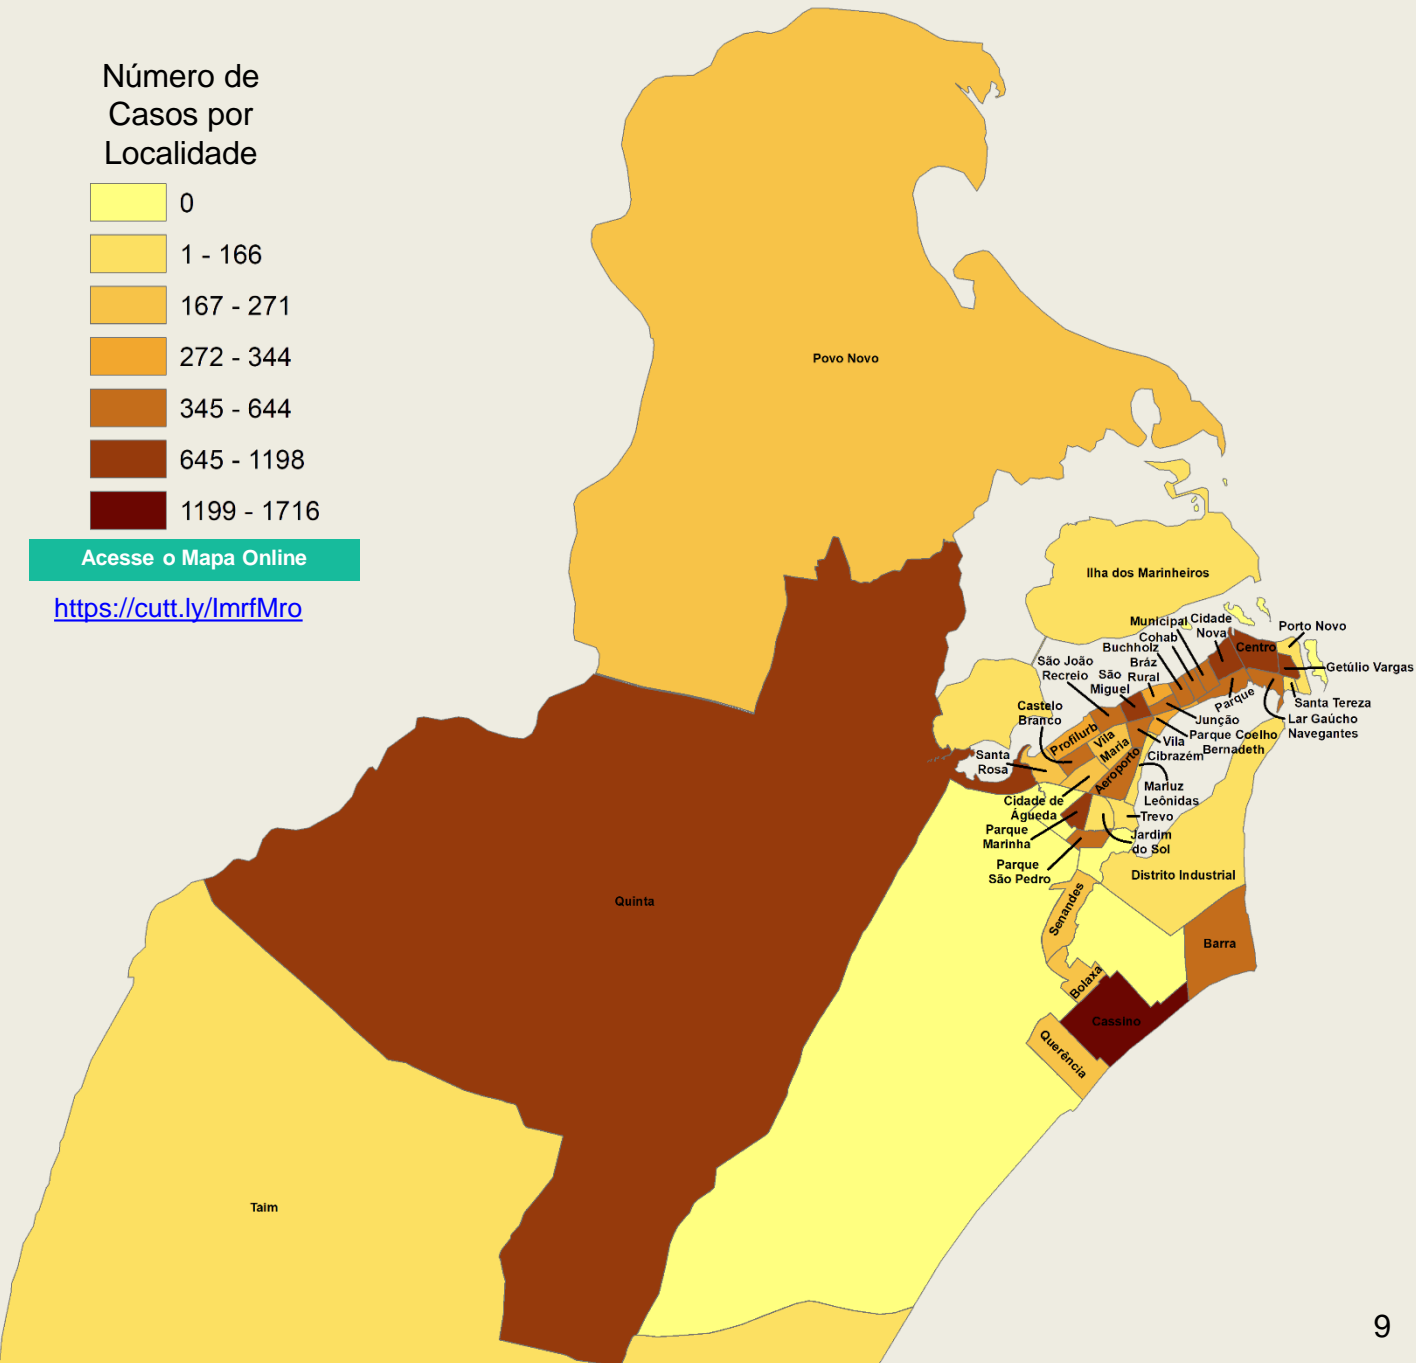 Número de
Casos por
Localidade
0
1 - 166
167 - 271
272 - 344
345 - 644
645 - 1198
1199 - 1716
Acesse o Mapa Online
https://cutt.ly/ImrfMro
Povo Novo
Ilha dos Marinheiros
Municipal
Cidade
Nova
Cohab
Buchholz
Bráz
Rural
São João
Recreio
São
Miguel
Castelo
Branco
Centro
Porto Novo
Getúlio Vargas
Santa Tereza
Lar Gaúcho
Navegantes
Parque
Junção
Parque Coelho
Bernadeth
Vila
Cibrazém
Profilurb
Vila
Maria
Aeroporto
Santa
Rosa
Marluz
Leônidas
Cidade de
Águeda
Trevo
Parque
Marinha
Jardim
do Sol
Parque
São Pedro
Distrito Industrial
Senandes
Barra
Bolaxa
Cassino
Querência
Quinta
Taim
9